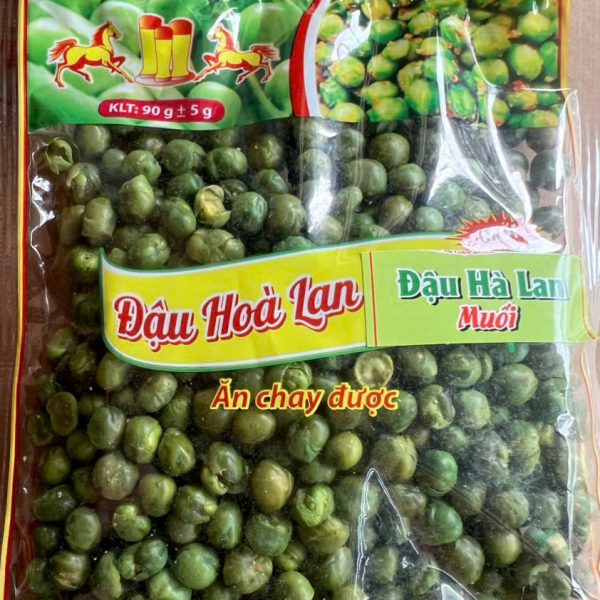 KLT: 90 g ± 5 g
Đậu Hoà Lan
Đậu Hà Lan
Muối
Ăn chay được